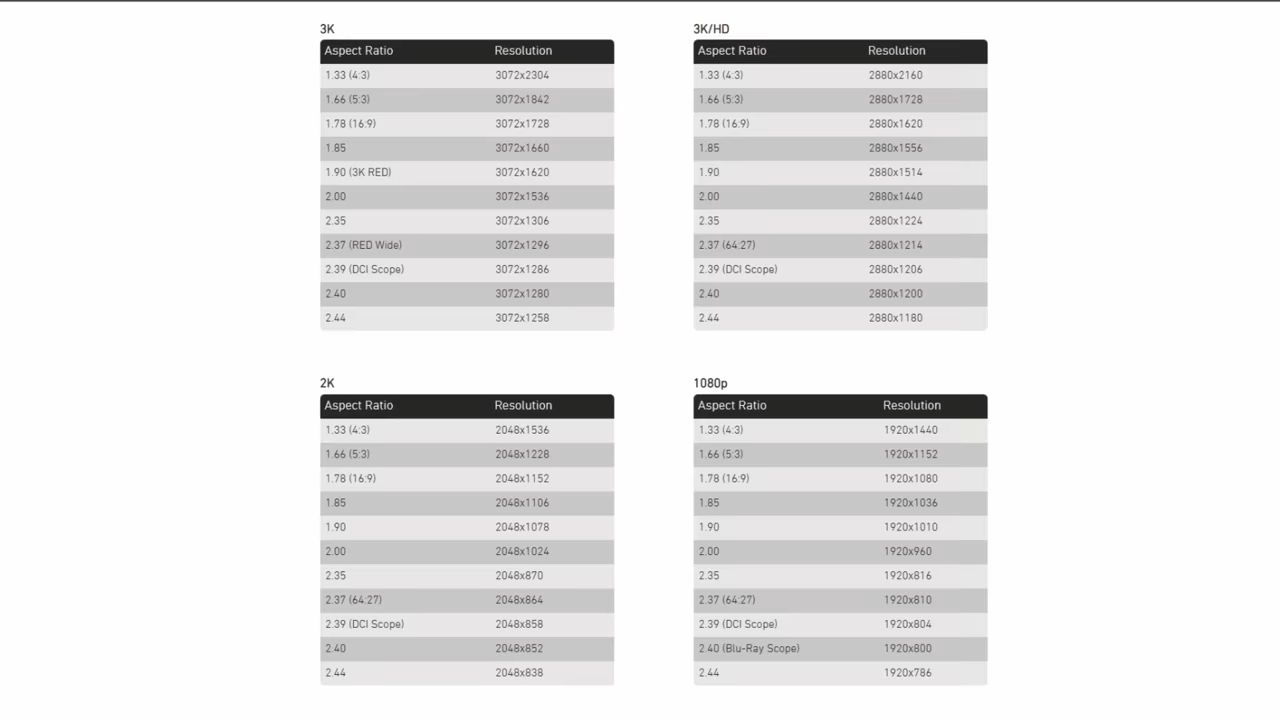 3K
Aspect Ratio Resolution
1.33 (4:3) 3072x2304
1.66 (5:3) 3072x1842
1.78 (16:9) 3072x1728
1.85 3072x1660
1.90 (3K RED) 3072x1620
2.00 3072x1536
2.35 3072x1306
2.37 (RED Wide) 3072x1296
2.39 (DCI Scope) 3072x1286
2.40 3072x1280
2.44 3072x1258
3K/HD
Aspect Ratio Resolution
1.33 (4:3) 2880x2160
1.66 (5:3) 2880x1728
1.78 (16:9) 2880x1620
1.85 2880x1556
1.90 2880x1514
2.00 2880x1440
2.35 2880x1224
2.37 (64:27) 2880x1214
2.39 (DCI Scope) 2880x1206
2.40 2880x1200
2.44 2880x1180
2K
Aspect Ratio Resolution
1.33 (4:3) 2048x1536
1.66 (5:3) 2048x1228
1.78 (16:9) 2048x1152
1.85 2048x1106
1.90 2048x1078
2.00 2048x1024
2.35 2048x870
2.37 (64:27) 2048x864
2.39 (DCI Scope) 2048x858
2.40 2048x852
2.44 2048x838
1080p
Aspect Ratio Resolution
1.33 (4:3) 1920x1440
1.66 (5:3) 1920x1152
1.78 (16:9) 1920x1080
1.85 1920x1036
1.90 1920x1010
2.00 1920x960
2.35 1920x816
2.37 (64:27) 1920x810
2.39 (DCI Scope) 1920x804
2.40 (Blu-Ray Scope) 1920x800
2.44 1920x786